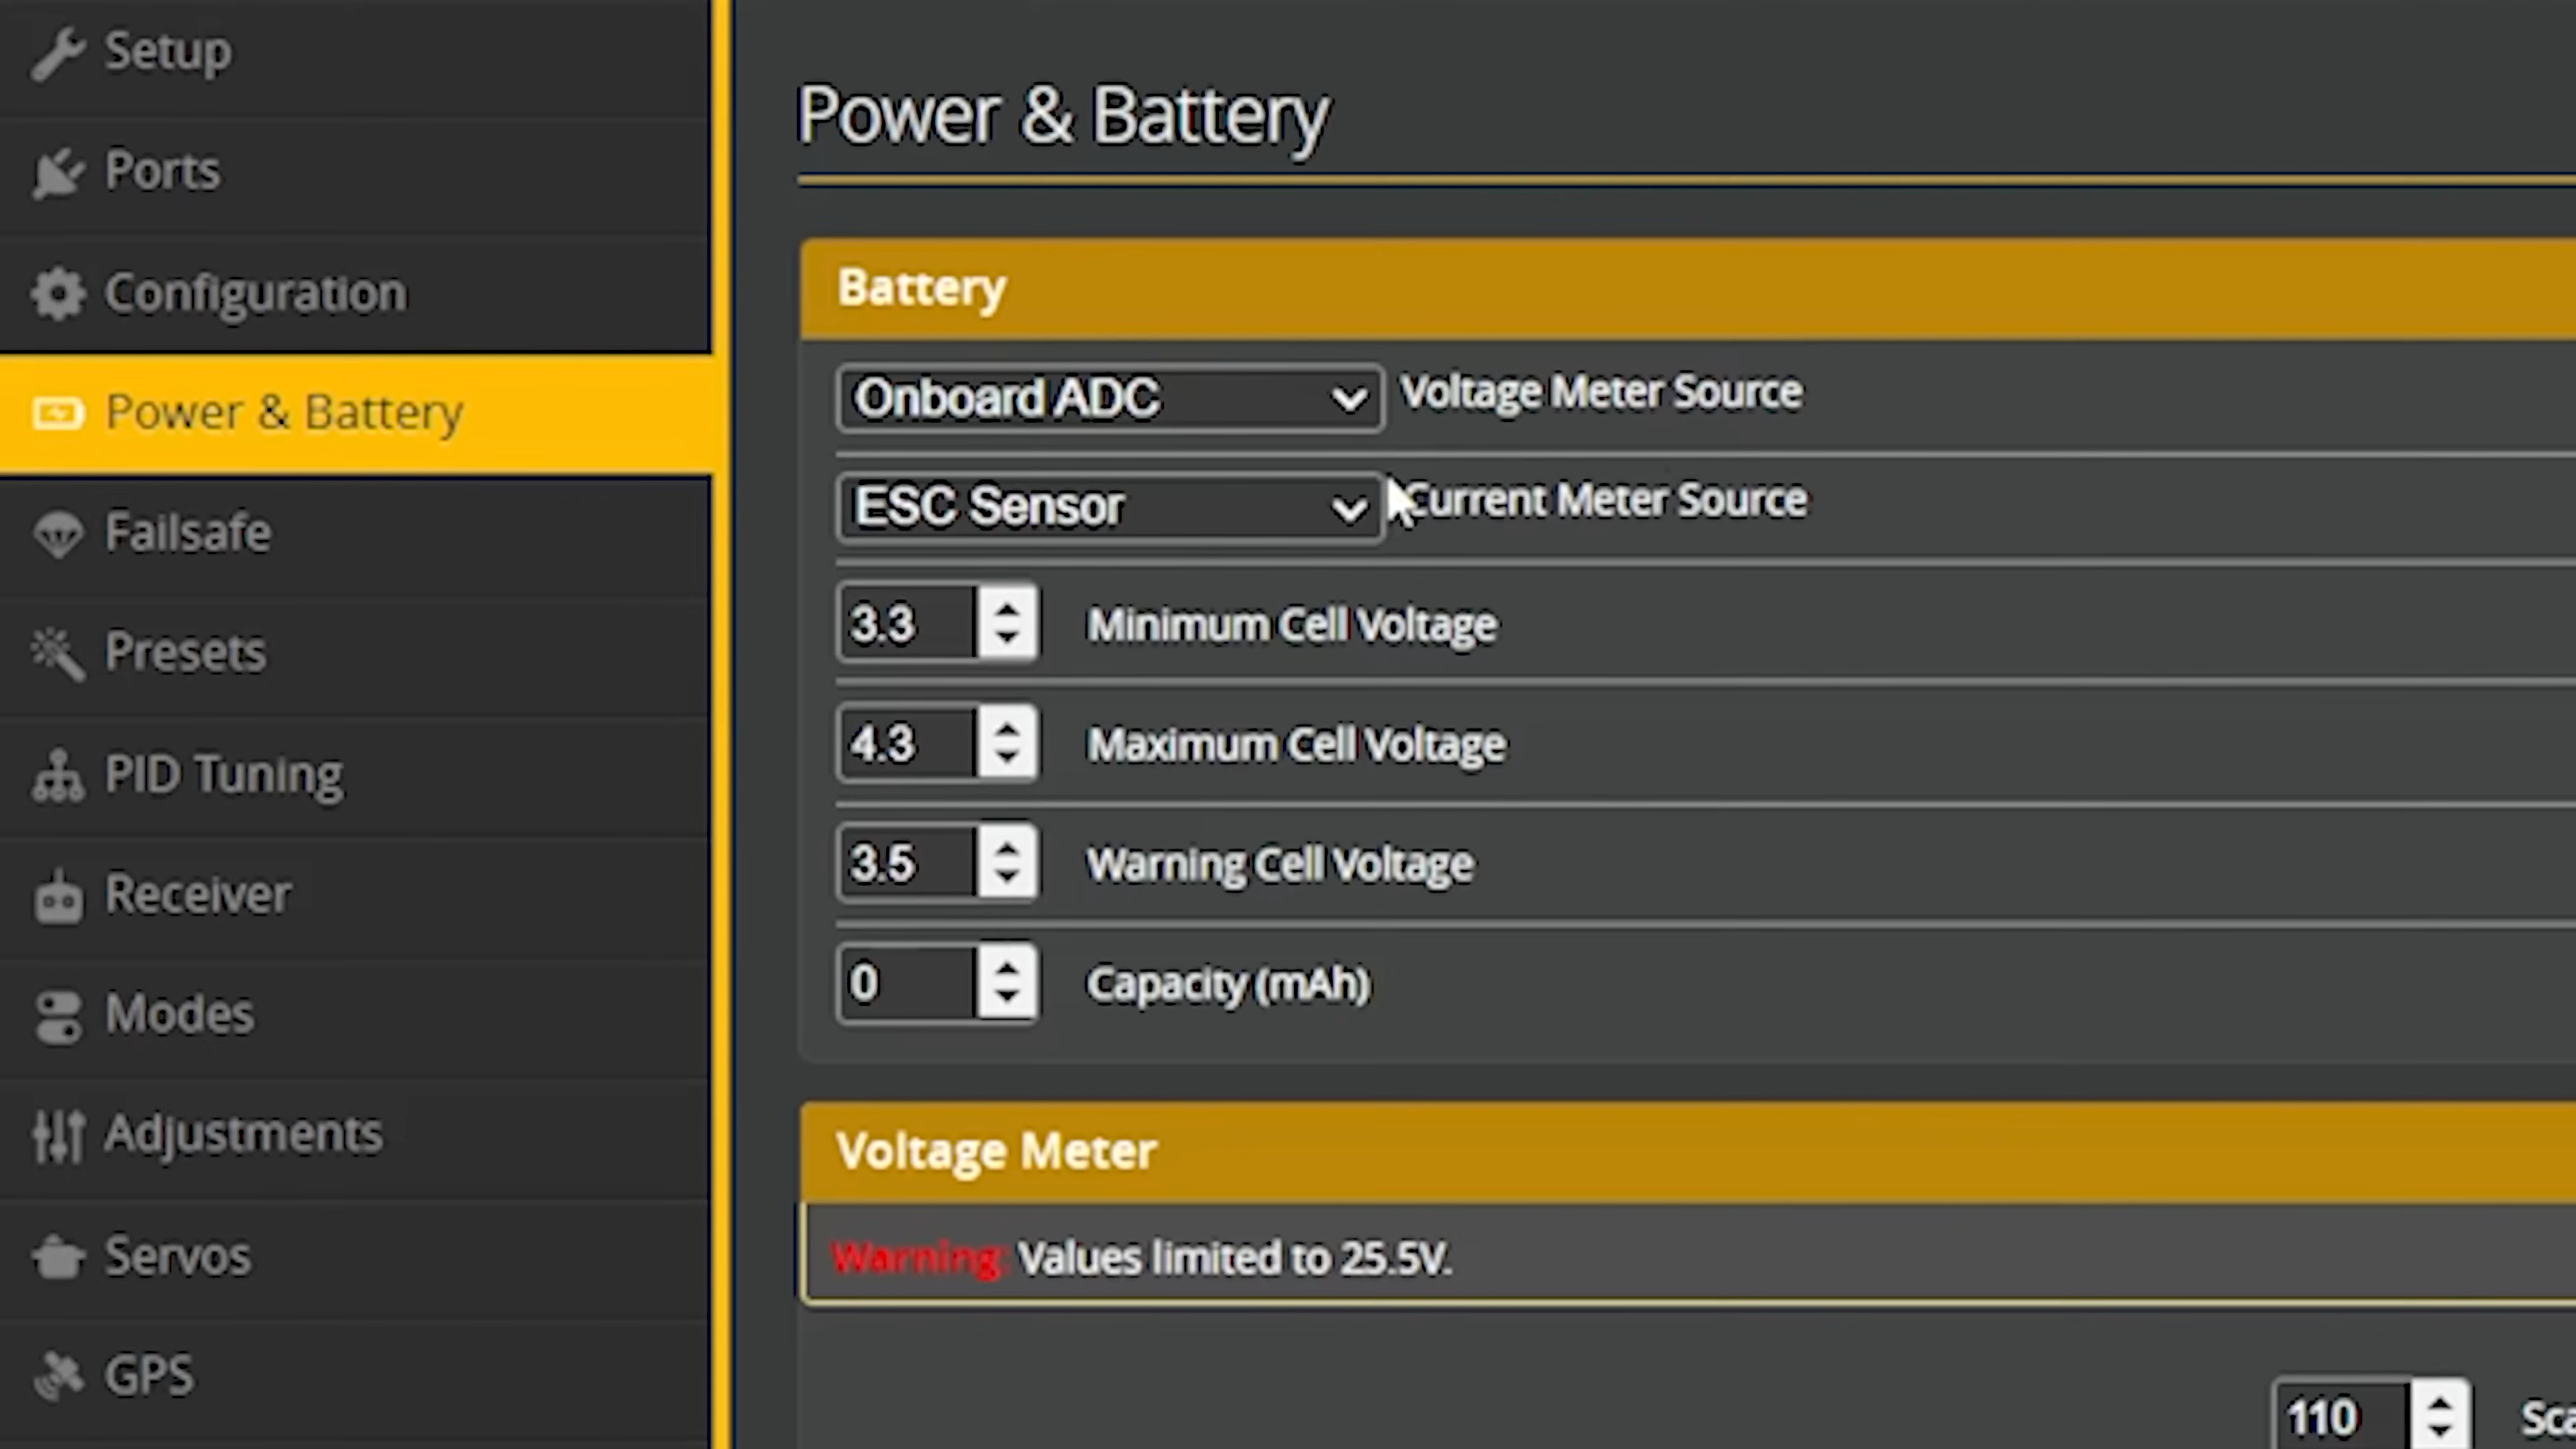 Setup
Ports
Configuration
Power & Battery
Failsafe
Presets
PID Tuning
Receiver
Modes
Adjustments
Servos
GPS
Power & Battery
Battery
Onboard ADC Voltage Meter Source
ESC Sensor Current Meter Source
3.3 Minimum Cell Voltage
4.3 Maximum Cell Voltage
3.5 Warning Cell Voltage
0 Capacity (mAh)
Voltage Meter
Warning: Values limited to 25.5V.
110